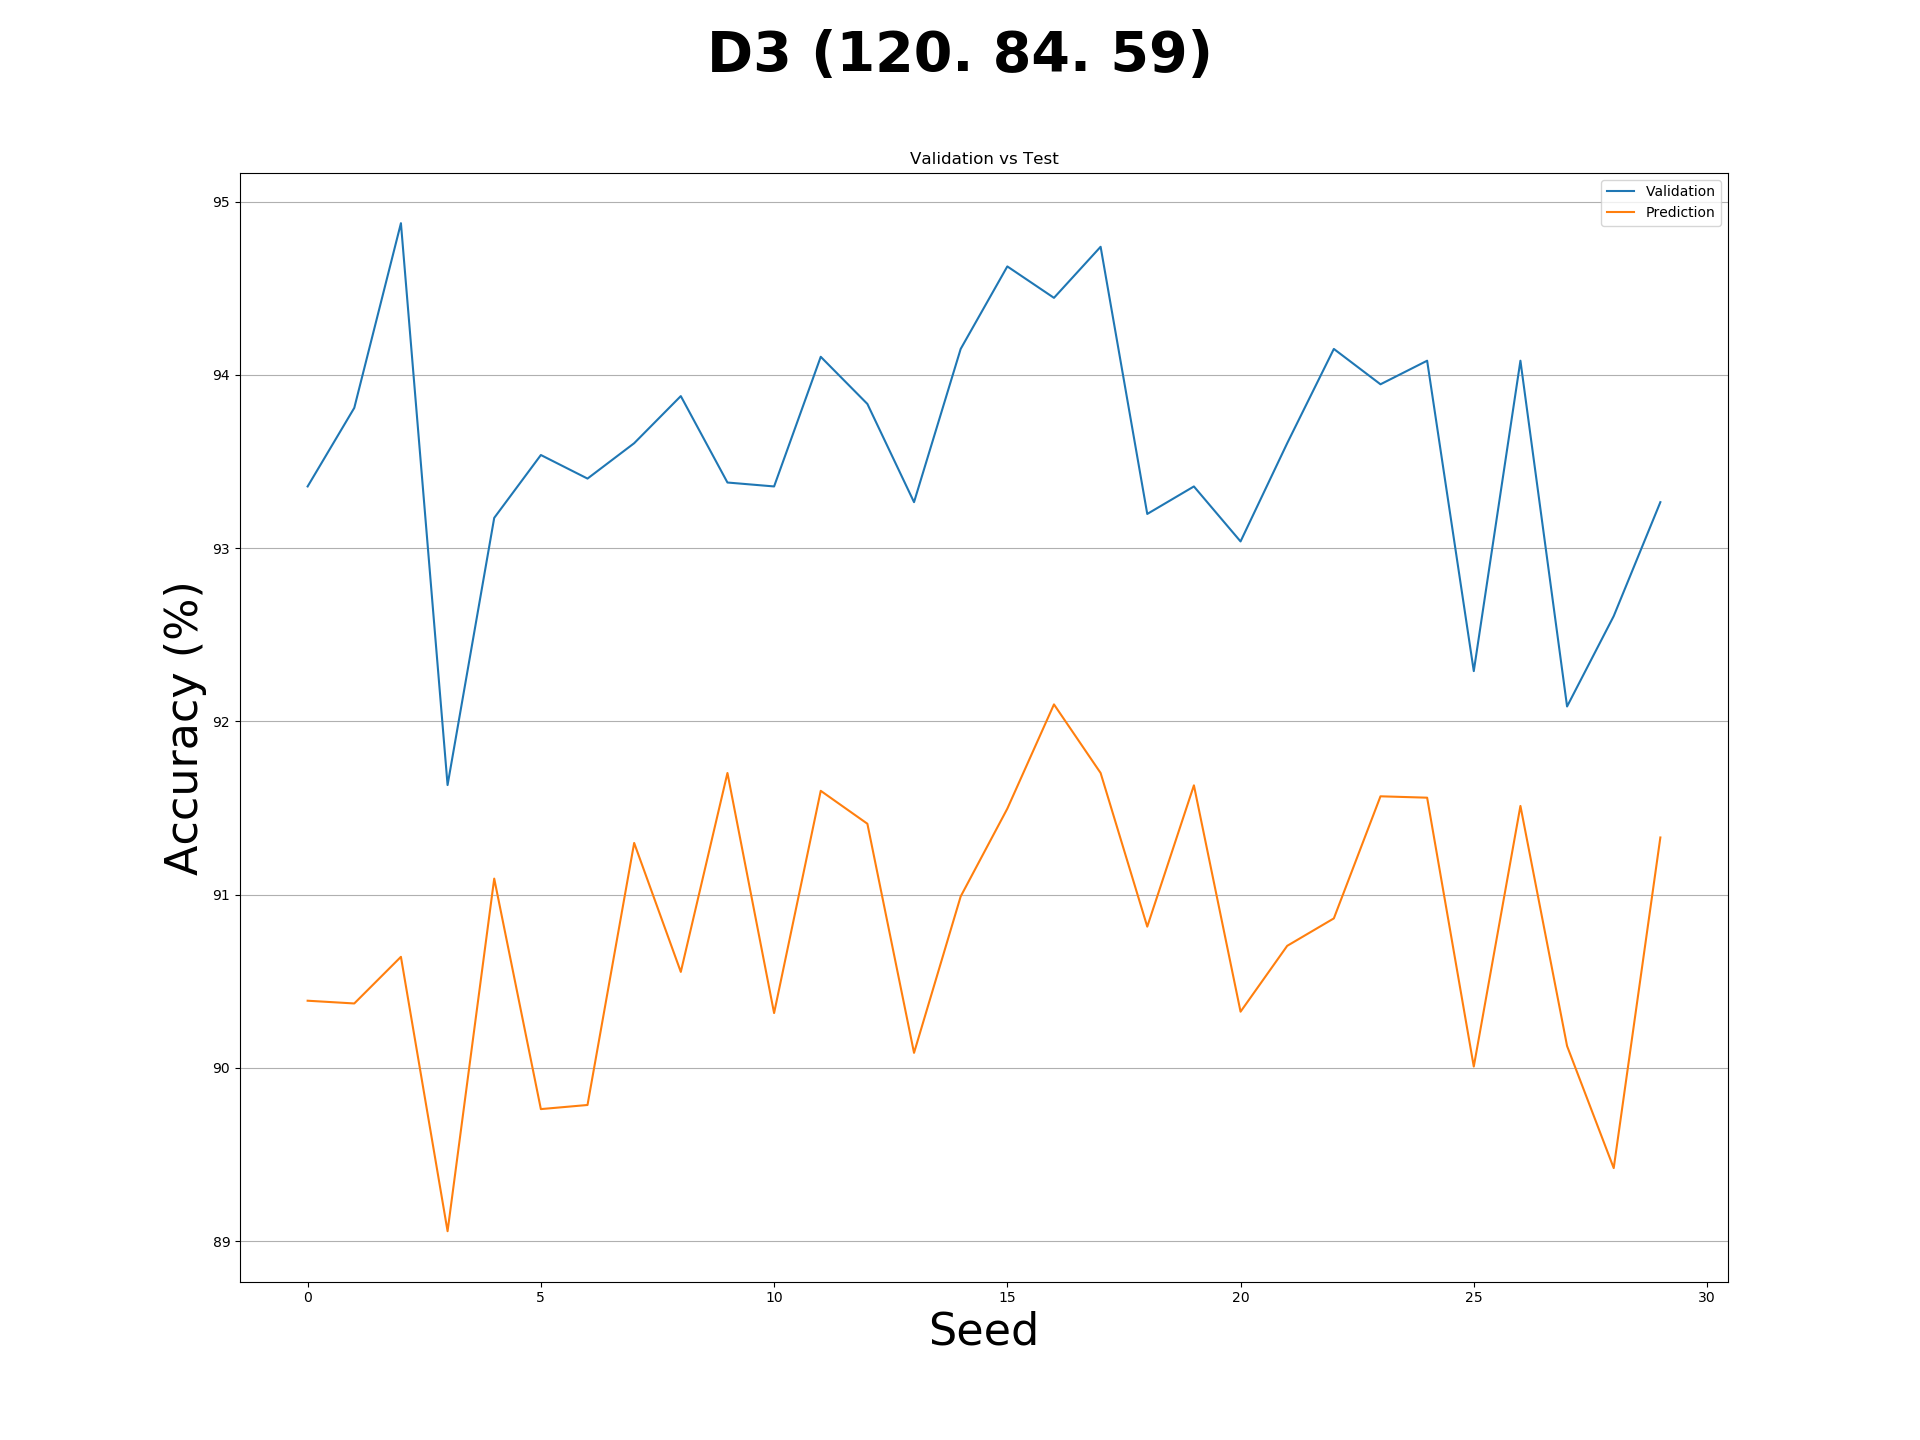 D3 (120. 84. 59)
Validation vs Test
Validation
Prediction
95
94
93
92
91
90
89
Accuracy (%)
0 5 10 15 20 25 30
Seed